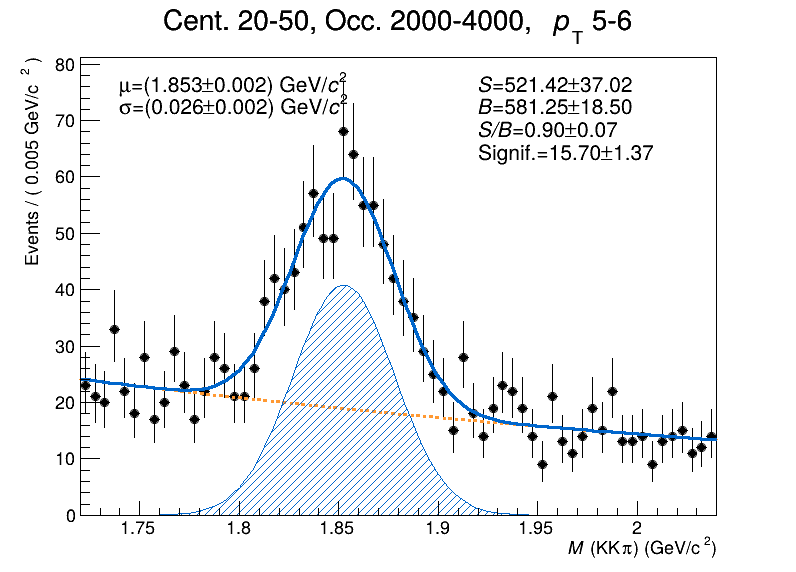 Cent. 20-50, Occ. 2000-4000, p_T 5-6
Events / ( 0.005 GeV/c² )
80
70
60
50
40
30
20
10
0
μ=(1.853±0.002) GeV/c²
σ=(0.026±0.002) GeV/c²
S=521.42±37.02
B=581.25±18.50
S/B=0.90±0.07
Signif.=15.70±1.37
1.75 1.8 1.85 1.9 1.95 2
M (KKπ) (GeV/c²)